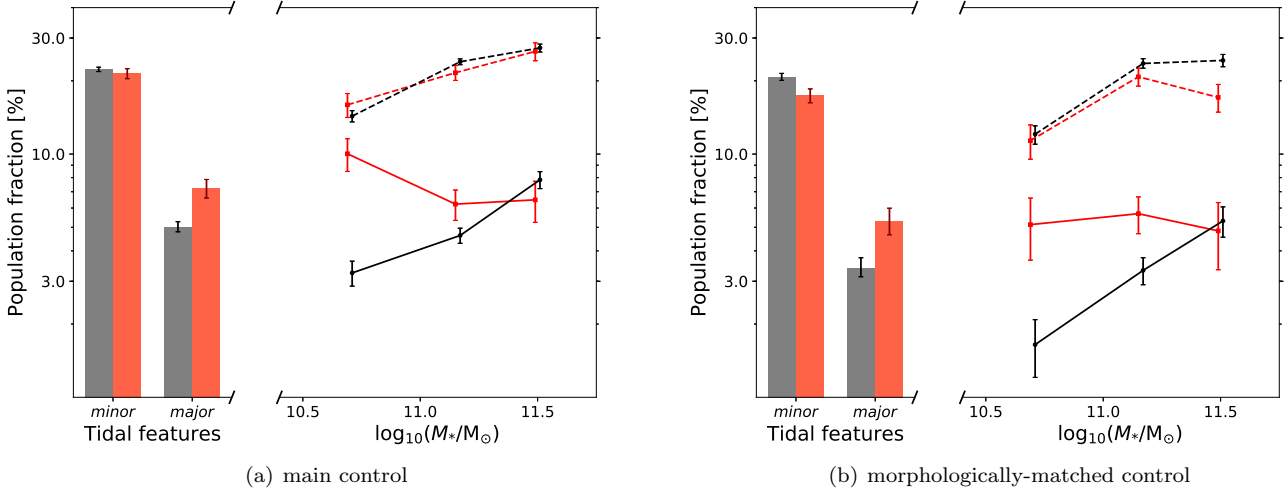 Population fraction [%]
30.0
10.0
3.0
minor major
Tidal features
10.5 11.0 11.5
log₁₀(M*/M⊙)
(a) main control
Population fraction [%]
30.0
10.0
3.0
minor major
Tidal features
10.5 11.0 11.5
log₁₀(M*/M⊙)
(b) morphologically-matched control